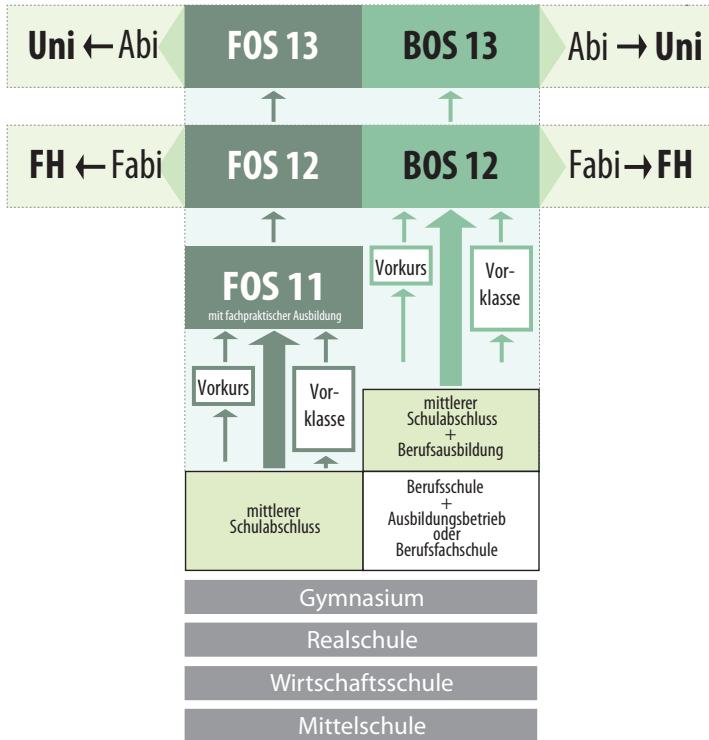 Uni ← Abi
FOS 13
BOS 13
Abi → Uni
FH ← Fabi
FOS 12
BOS 12
Fabi → FH
Vorkurs
Vor-
klasse
FOS 11
mit fachpraktischer Ausbildung
Vorkurs
Vor-
klasse
mittlerer
Schulabschluss
+
Berufsausbildung
mittlerer
Schulabschluss
Berufsschule
+
Ausbildungsbetrieb
oder
Berufsfachschule
Gymnasium
Realschule
Wirtschaftsschule
Mittelschule